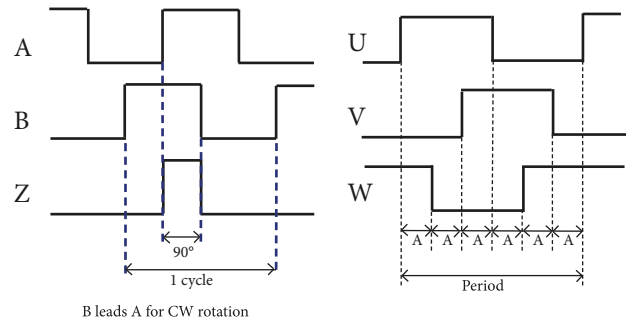 A
B
Z
90°
1 cycle
B leads A for CW rotation
U
V
W
A A A A A A
Period